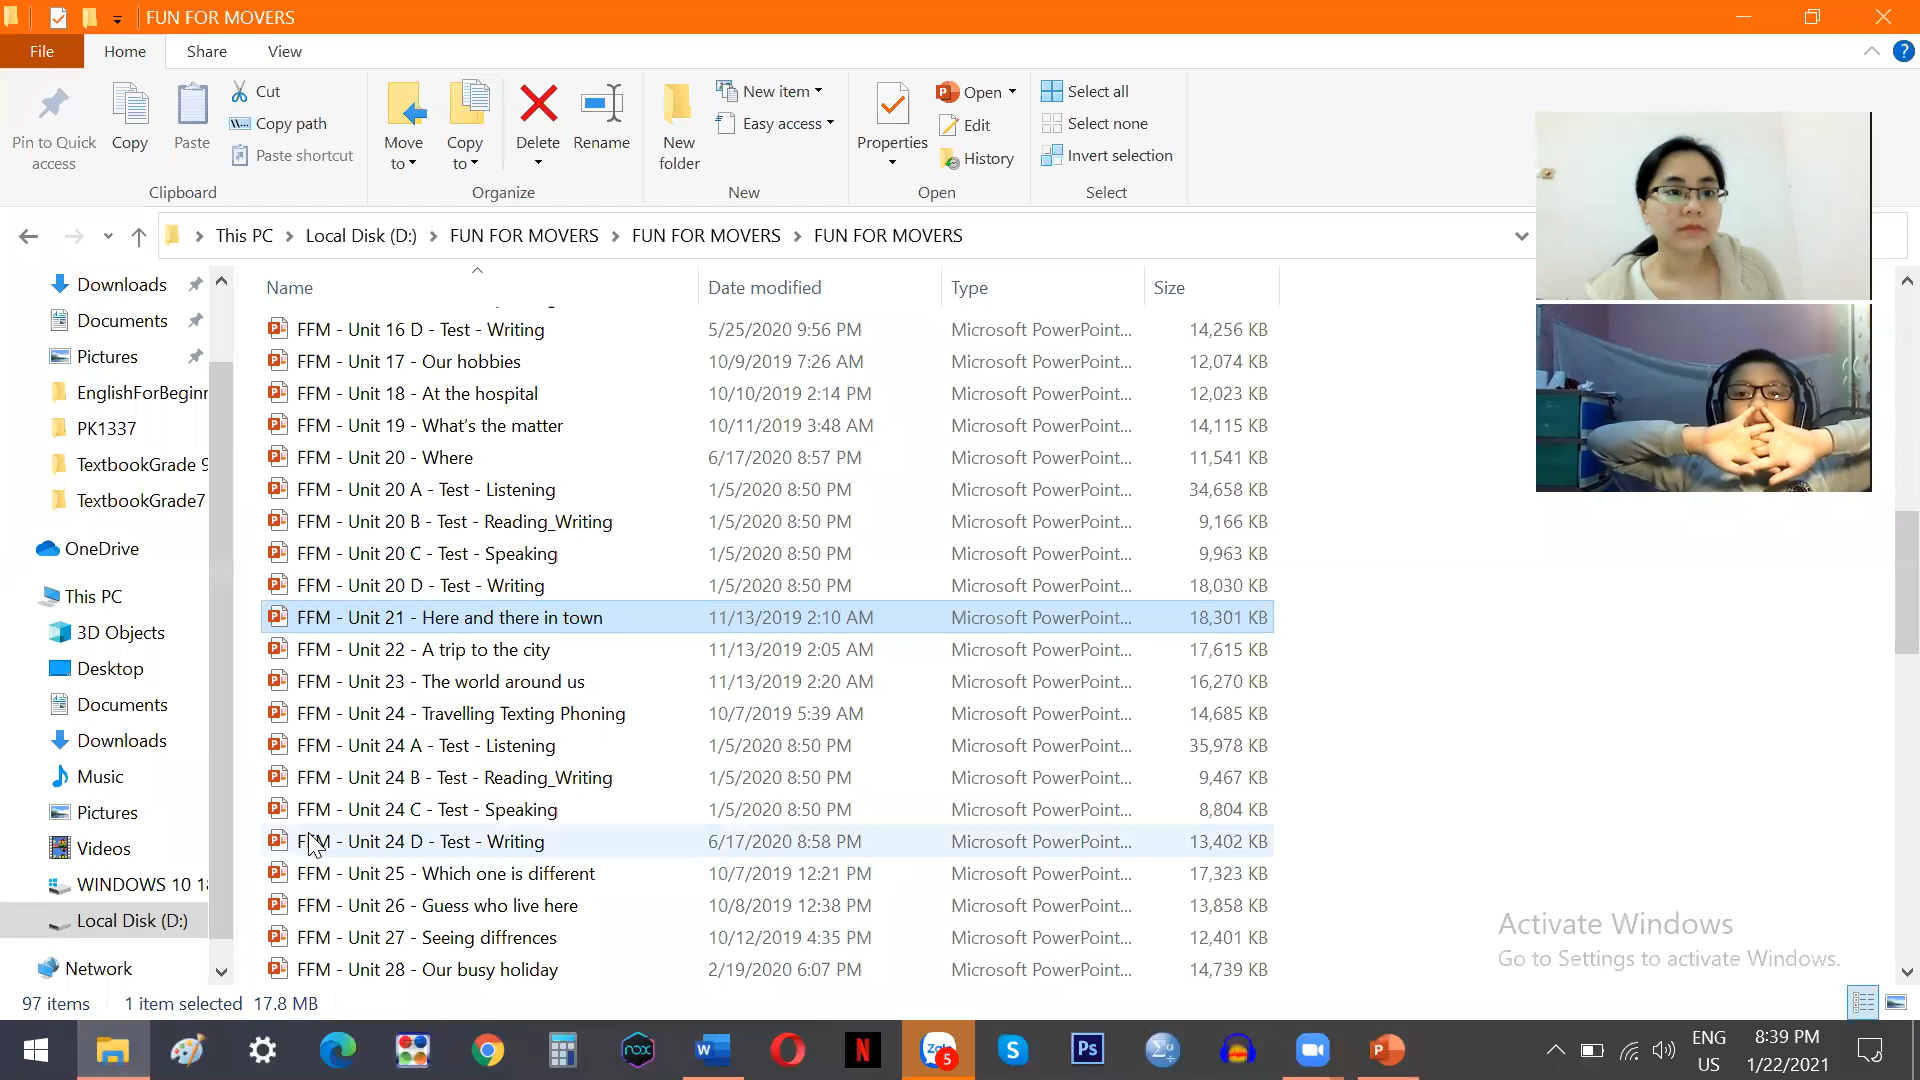 FUN FOR MOVERS
File Home Share View
Pin to Quick access
Copy
Paste
Cut
Copy path
Paste shortcut
Clipboard
Move to
Copy to
Delete
Rename
Organize
New folder
New item
Easy access
New
Properties
Open
Edit
History
Open
Select all
Select none
Invert selection
Select
This PC > Local Disk (D:) > FUN FOR MOVERS > FUN FOR MOVERS > FUN FOR MOVERS
Downloads
Documents
Pictures
EnglishForBeginr
PK1337
TextbookGrade 9
TextbookGrade7
OneDrive
This PC
3D Objects
Desktop
Documents
Downloads
Music
Pictures
Videos
WINDOWS 10 18
Local Disk (D:)
Network
Name Date modified Type Size
FFM - Unit 16 D - Test - Writing 5/25/2020 9:56 PM Microsoft PowerPoint... 14,256 KB
FFM - Unit 17 - Our hobbies 10/9/2019 7:26 AM Microsoft PowerPoint... 12,074 KB
FFM - Unit 18 - At the hospital 10/10/2019 2:14 PM Microsoft PowerPoint... 12,023 KB
FFM - Unit 19 - What's the matter 10/11/2019 3:48 AM Microsoft PowerPoint... 14,115 KB
FFM - Unit 20 - Where 6/17/2020 8:57 PM Microsoft PowerPoint... 11,541 KB
FFM - Unit 20 A - Test - Listening 1/5/2020 8:50 PM Microsoft PowerPoint... 34,658 KB
FFM - Unit 20 B - Test - Reading_Writing 1/5/2020 8:50 PM Microsoft PowerPoint... 9,166 KB
FFM - Unit 20 C - Test - Speaking 1/5/2020 8:50 PM Microsoft PowerPoint... 9,963 KB
FFM - Unit 20 D - Test - Writing 1/5/2020 8:50 PM Microsoft PowerPoint... 18,030 KB
FFM - Unit 21 - Here and there in town 11/13/2019 2:10 AM Microsoft PowerPoint... 18,301 KB
FFM - Unit 22 - A trip to the city 11/13/2019 2:05 AM Microsoft PowerPoint... 17,615 KB
FFM - Unit 23 - The world around us 11/13/2019 2:20 AM Microsoft PowerPoint... 16,270 KB
FFM - Unit 24 - Travelling Texting Phoning 10/7/2019 5:39 AM Microsoft PowerPoint... 14,685 KB
FFM - Unit 24 A - Test - Listening 1/5/2020 8:50 PM Microsoft PowerPoint... 35,978 KB
FFM - Unit 24 B - Test - Reading_Writing 1/5/2020 8:50 PM Microsoft PowerPoint... 9,467 KB
FFM - Unit 24 C - Test - Speaking 1/5/2020 8:50 PM Microsoft PowerPoint... 8,804 KB
FFM - Unit 24 D - Test - Writing 6/17/2020 8:58 PM Microsoft PowerPoint... 13,402 KB
FFM - Unit 25 - Which one is different 10/7/2019 12:21 PM Microsoft PowerPoint... 17,323 KB
FFM - Unit 26 - Guess who live here 10/8/2019 12:38 PM Microsoft PowerPoint... 13,858 KB
FFM - Unit 27 - Seeing diffrences 10/12/2019 4:35 PM Microsoft PowerPoint... 12,401 KB
FFM - Unit 28 - Our busy holiday 2/19/2020 6:07 PM Microsoft PowerPoint... 14,739 KB
Activate Windows
Go to Settings to activate Windows.
97 items 1 item selected 17.8 MB
nox
W
N
Zalo
5
S
Ps
P
ENG
US
8:39 PM
1/22/2021